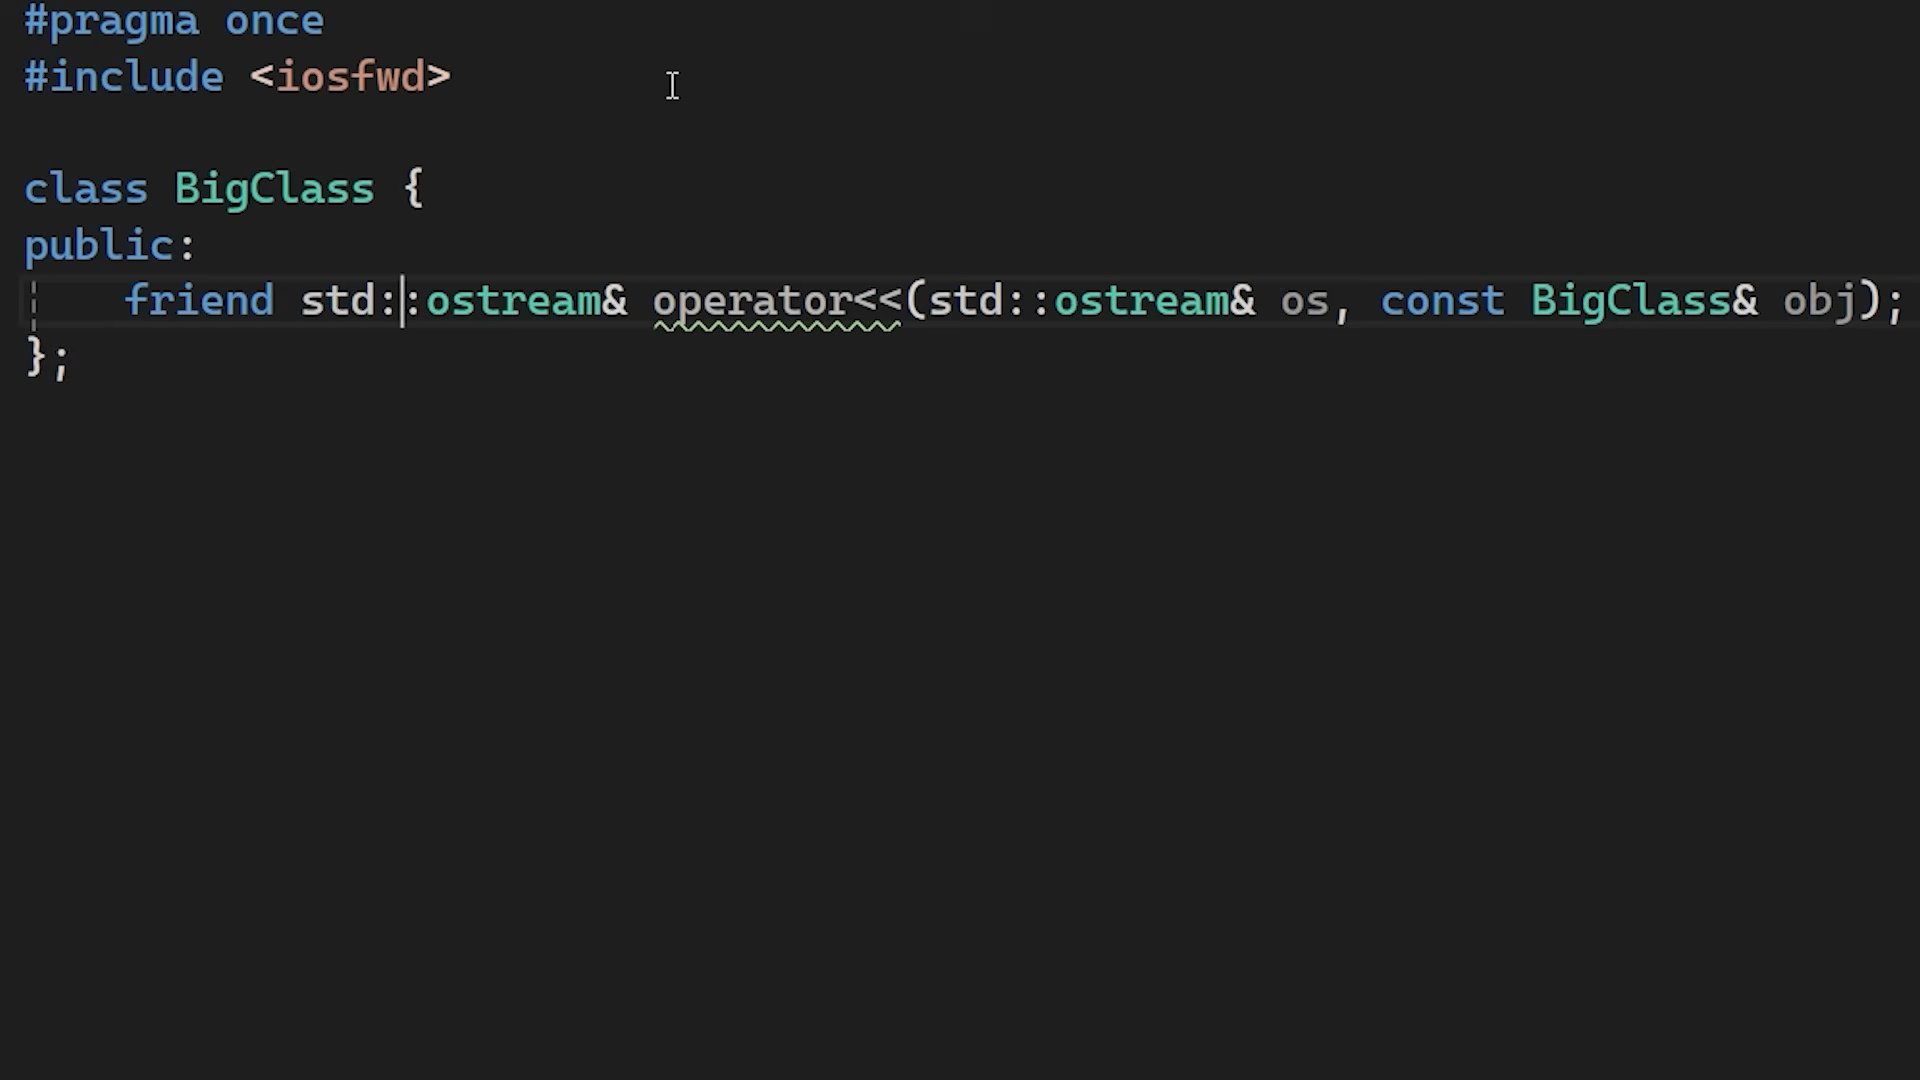 #pragma once
#include <iosfwd>
class BigClass {
public:
friend std::ostream& operator<<(std::ostream& os, const BigClass& obj);
};